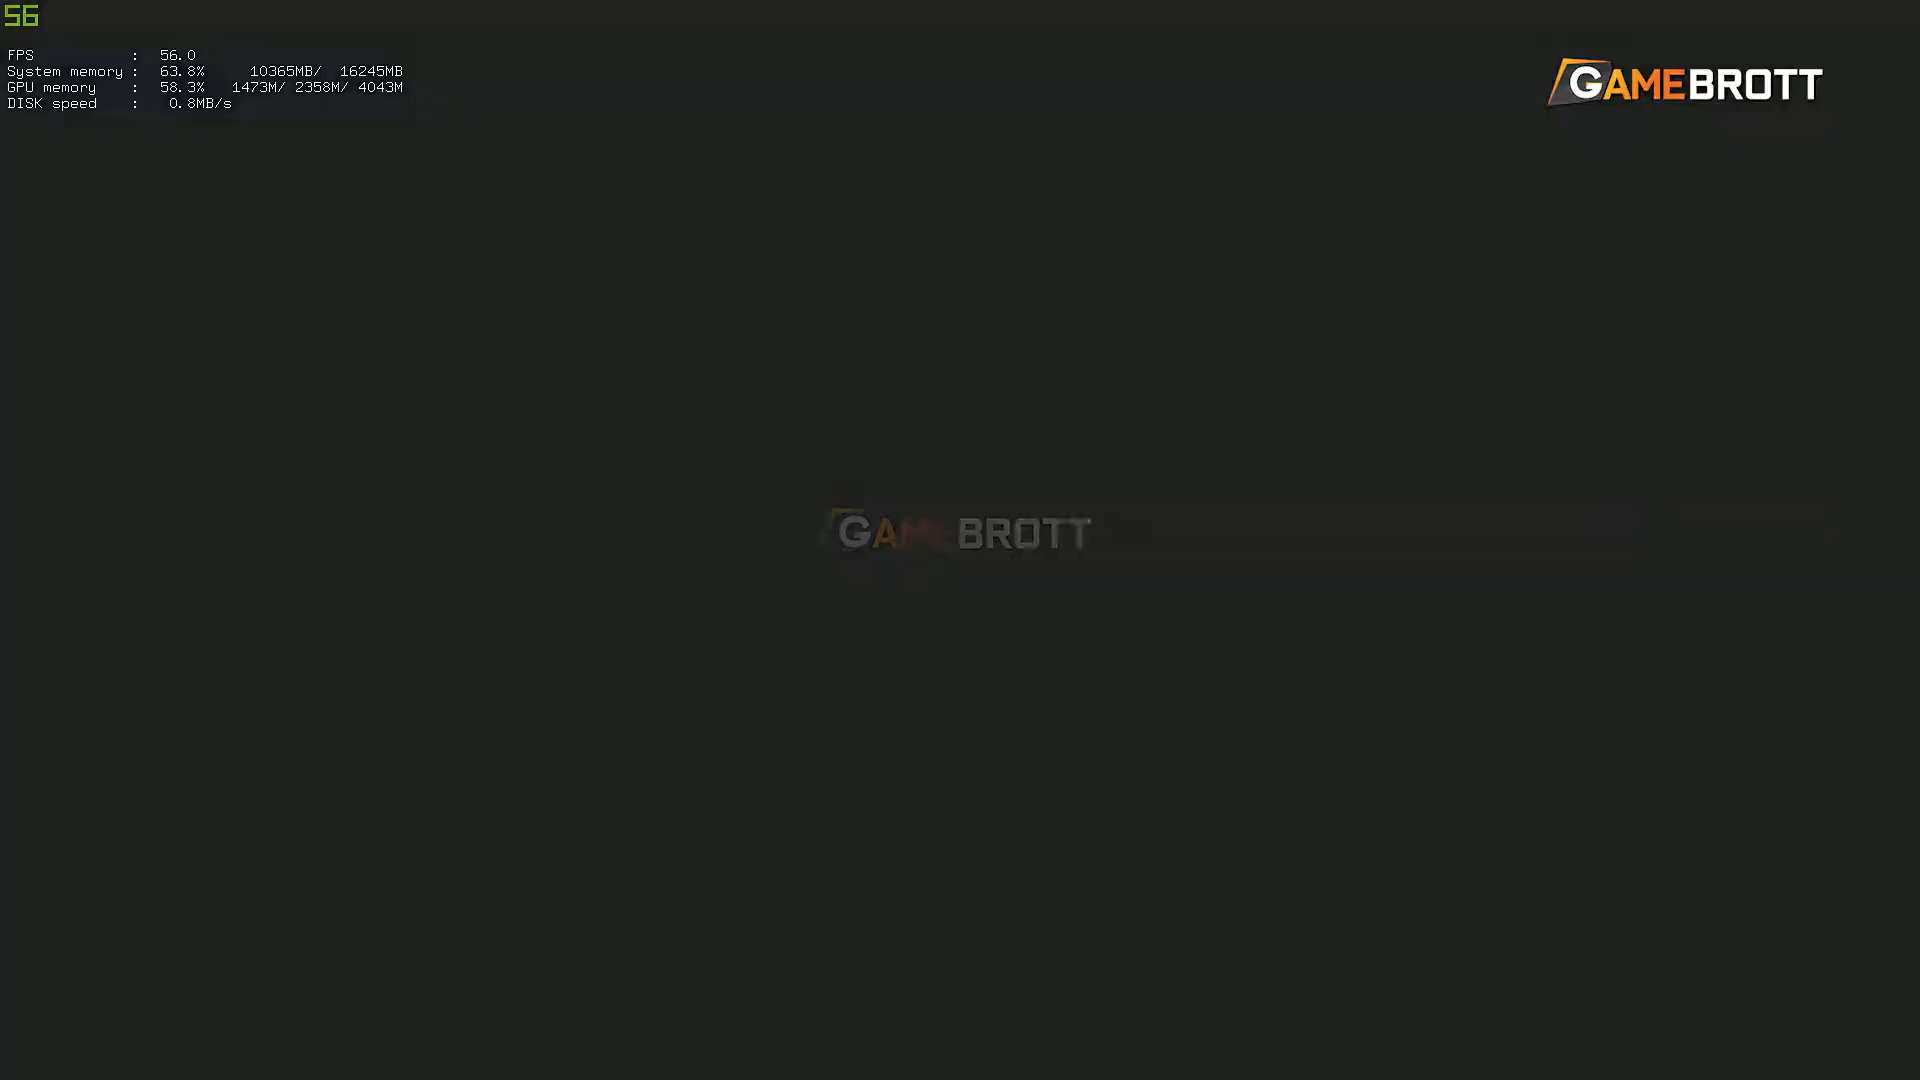 56
FPS : 56.0
System memory : 63.8% 10365MB/ 16245MB
GPU memory : 58.3% 1473M/ 2358M/ 4043M
DISK speed : 0.8MB/s
GAMEBROTT
GAMEBROTT